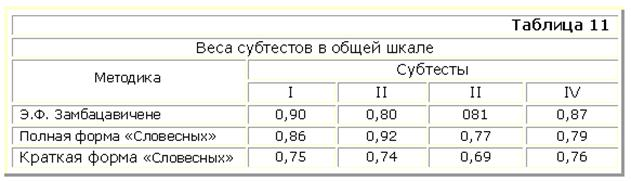 Таблица 11
Веса субтестов в общей шкале
Методика Субтесты
I II II IV
Э.Ф. Замбацавичене 0,90 0,80 081 0,87
Полная форма «Словесных» 0,86 0,92 0,77 0,79
Краткая форма «Словесных» 0,75 0,74 0,69 0,76